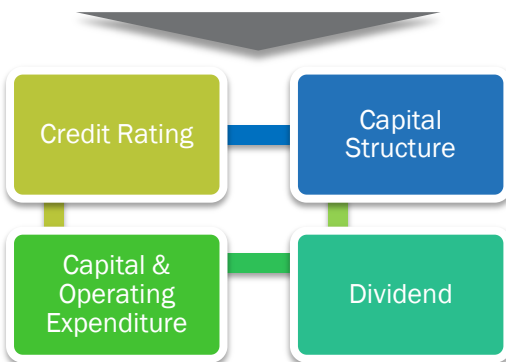 Credit Rating
Capital
Structure
Capital &
Operating
Expenditure
Dividend